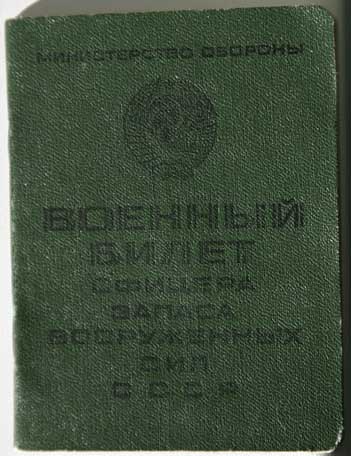 МИНИСТЕРСТВО ОБОРОНЫ
ВОЕННЫЙ
БИЛЕТ
ОФИЦЕРА
ЗАПАСА
ВООРУЖЕННЫХ
СИЛ
СССР